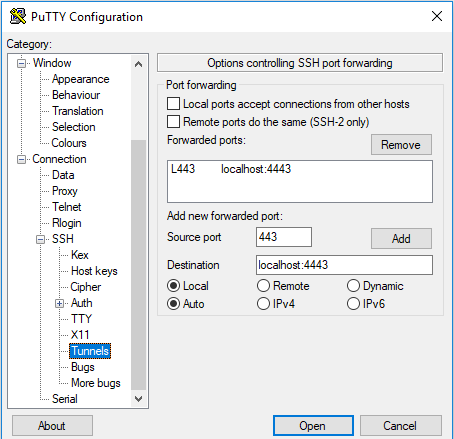 PuTTY Configuration
Category:
Window
Appearance
Behaviour
Translation
Selection
Colours
Connection
Data
Proxy
Telnet
Rlogin
SSH
Kex
Host keys
Cipher
Auth
TTY
X11
Tunnels
Bugs
More bugs
Serial
Options controlling SSH port forwarding
Port forwarding
Local ports accept connections from other hosts
Remote ports do the same (SSH-2 only)
Forwarded ports:
Remove
L443 localhost:4443
Add new forwarded port:
Source port 443 Add
Destination localhost:4443
Local Remote Dynamic
Auto IPv4 IPv6
About Open Cancel